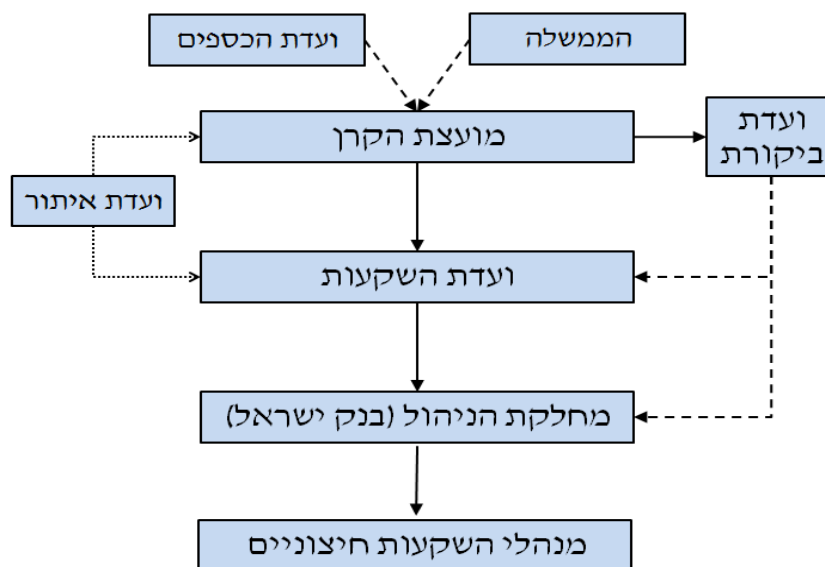 הממשלה
ועדת הכספים
מועצת הקרן
ועדת
ביקורת
ועדת איתור
ועדת השקעות
מחלקת הניהול (בנק ישראל)
מנהלי השקעות חיצוניים